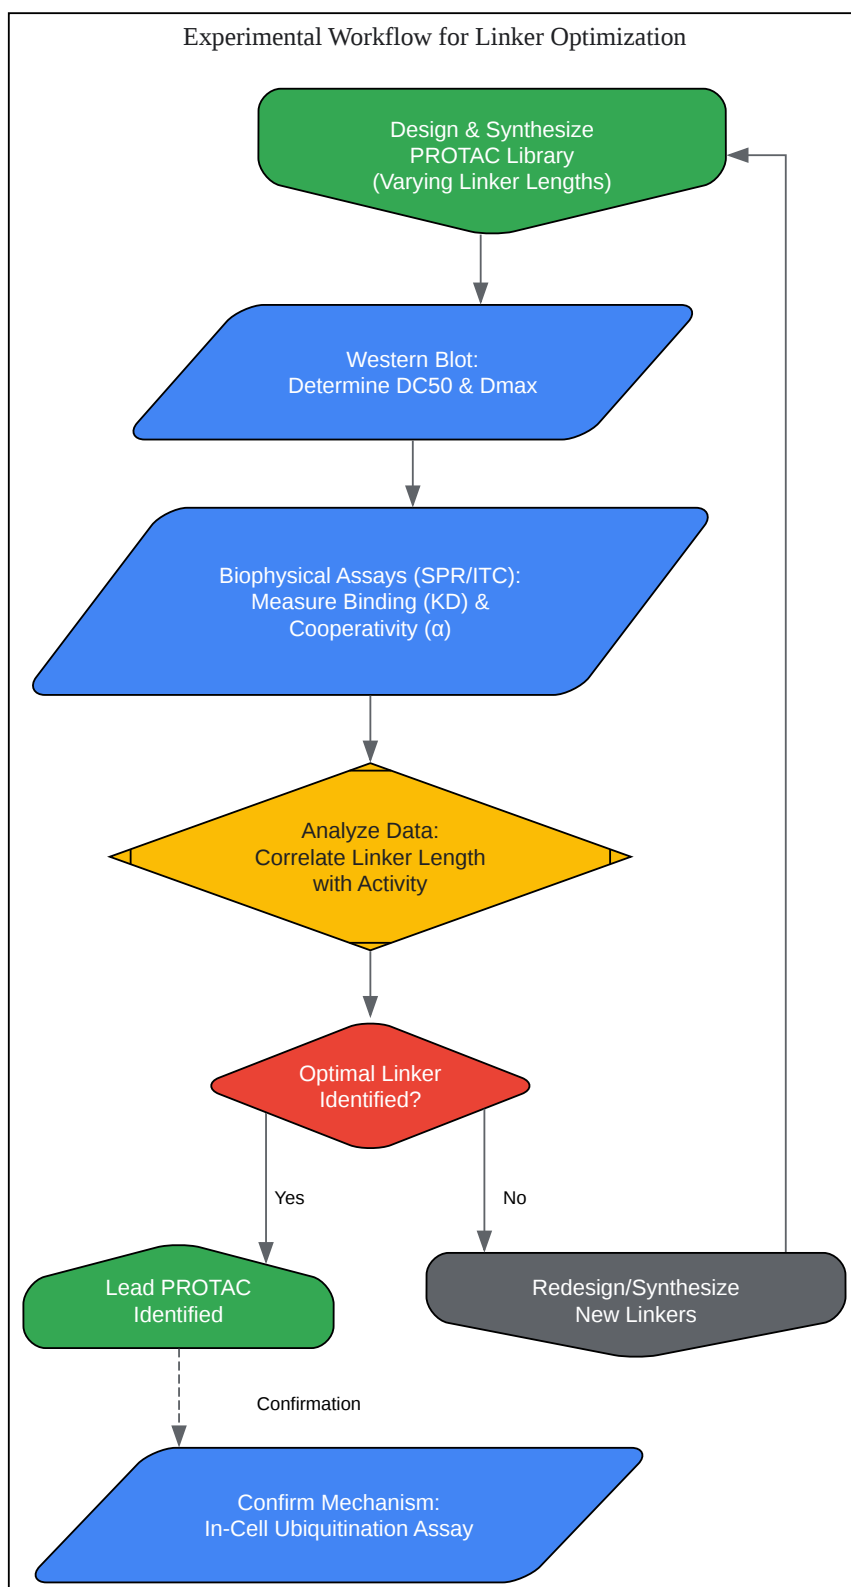 Experimental Workflow for Linker Optimization
Design & Synthesize
PROTAC Library
(Varying Linker Lengths)
Western Blot:
Determine DC50 & Dmax
Biophysical Assays (SPR/ITC):
Measure Binding (KD) &
Cooperativity (α)
Analyze Data:
Correlate Linker Length
with Activity
Optimal Linker
Identified?
Yes
No
Lead PROTAC
Identified
Redesign/Synthesize
New Linkers
Confirmation
Confirm Mechanism:
In-Cell Ubiquitination Assay